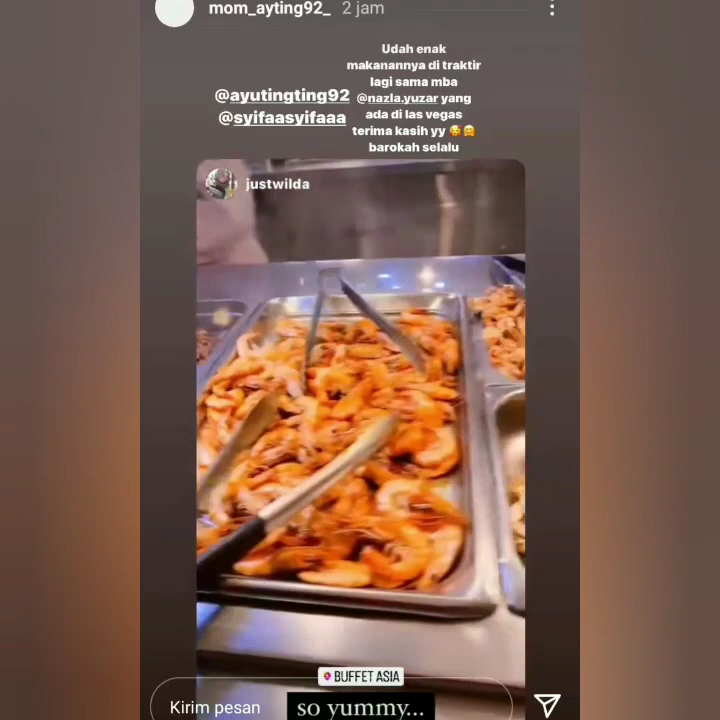 mom_ayting92_ 2 jam
Udah enak
makanannya di traktir
lagi sama mba
@nazla.yuzar yang
ada di las vegas
terima kasih yy 🥳🤗
barokah selalu
@ayutingting92
@syifaasyifaaa
justwilda
BUFFET ASIA
Kirim pesan
so yummy...